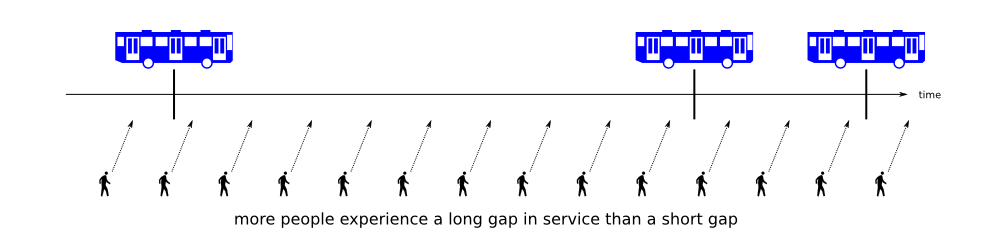 time
more people experience a long gap in service than a short gap